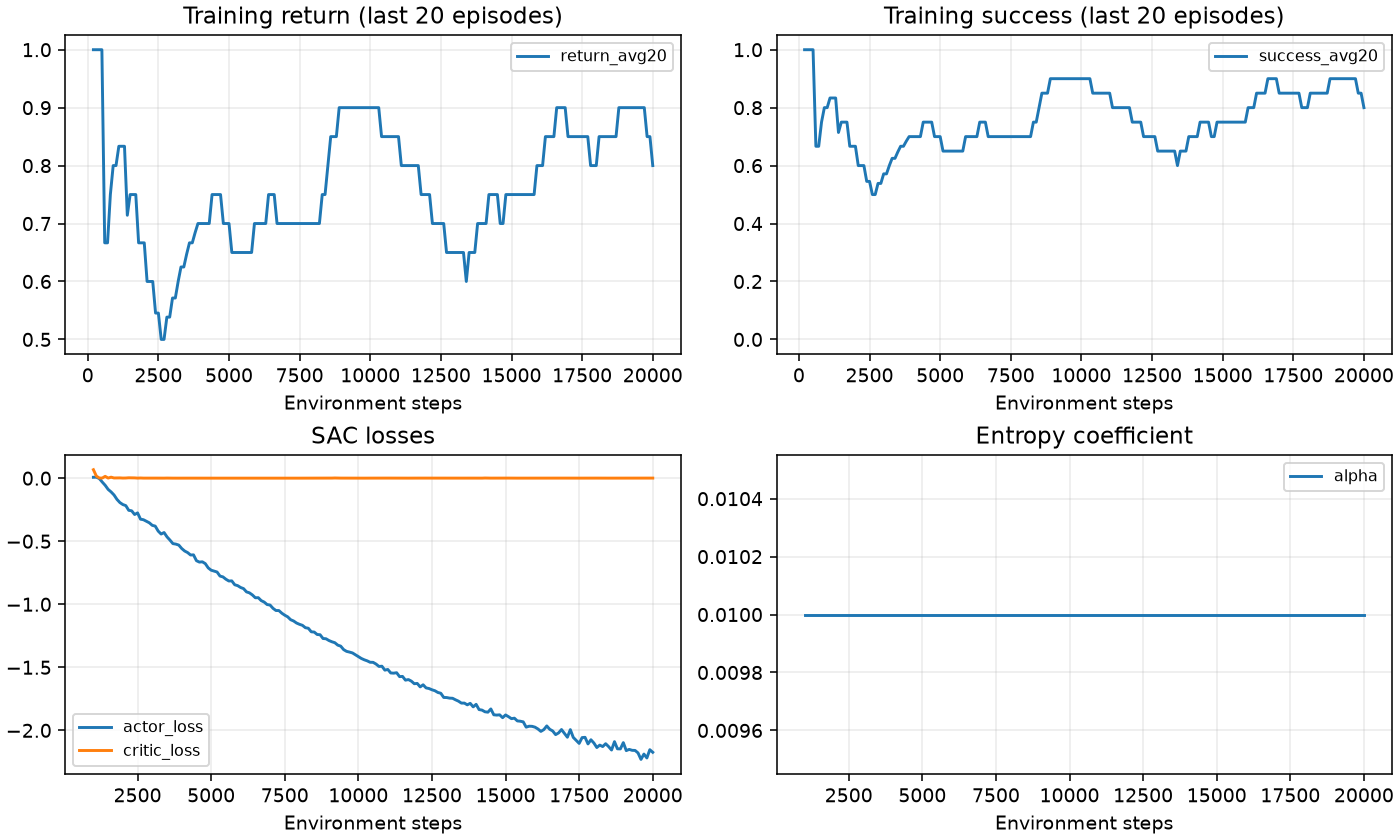 Training return (last 20 episodes)
1.0
0.9
0.8
0.7
0.6
0.5
return_avg20
0 2500 5000 7500 10000 12500 15000 17500 20000
Environment steps
Training success (last 20 episodes)
1.0
0.8
0.6
0.4
0.2
0.0
success_avg20
0 2500 5000 7500 10000 12500 15000 17500 20000
Environment steps
SAC losses
0.0
−0.5
−1.0
−1.5
−2.0
actor_loss
critic_loss
2500 5000 7500 10000 12500 15000 17500 20000
Environment steps
Entropy coefficient
0.0104
0.0102
0.0100
0.0098
0.0096
alpha
2500 5000 7500 10000 12500 15000 17500 20000
Environment steps